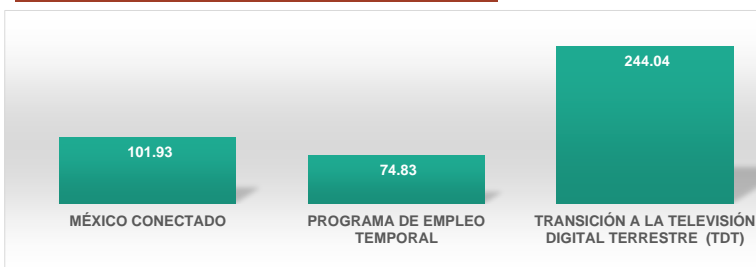 244.04
101.93
74.83
MÉXICO CONECTADO
PROGRAMA DE EMPLEO
TEMPORAL
TRANSICIÓN A LA TELEVISIÓN
DIGITAL TERRESTRE (TDT)